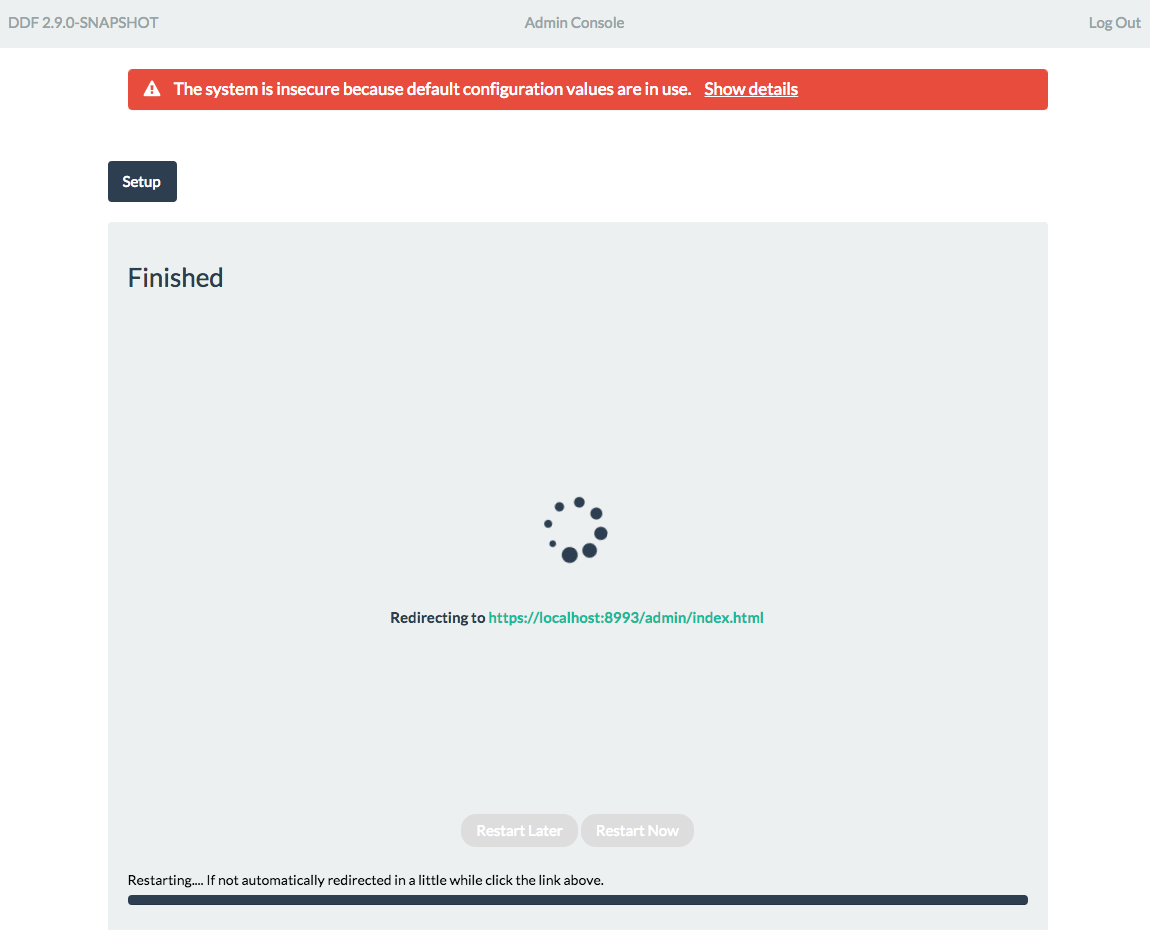 DDF 2.9.0-SNAPSHOT Admin Console Log Out
The system is insecure because default configuration values are in use. Show details
Setup
Finished
Redirecting to https://localhost:8993/admin/index.html
Restart Later Restart Now
Restarting.... If not automatically redirected in a little while click the link above.